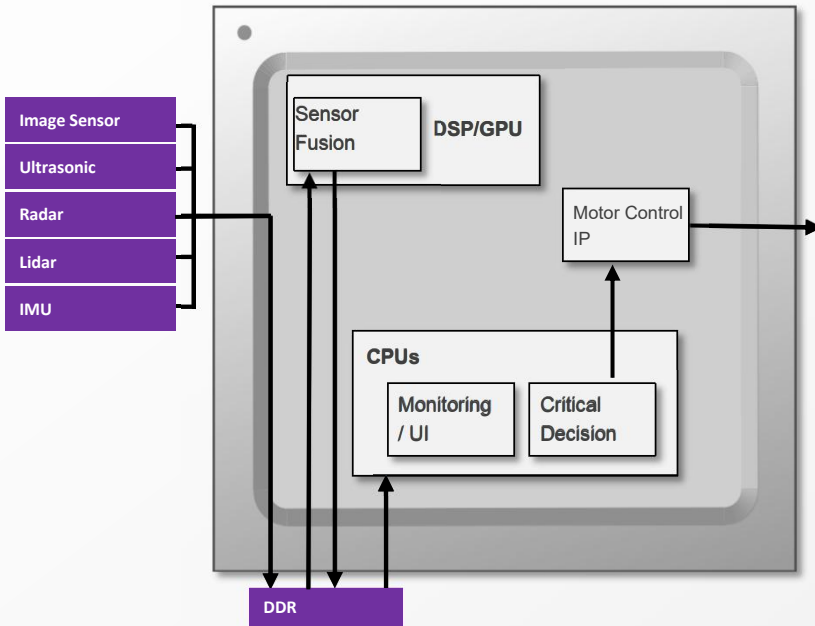 Image Sensor
Ultrasonic
Radar
Lidar
IMU
Sensor
Fusion
DSP/GPU
Motor Control
IP
CPUs
Monitoring
/ UI
Critical
Decision
DDR